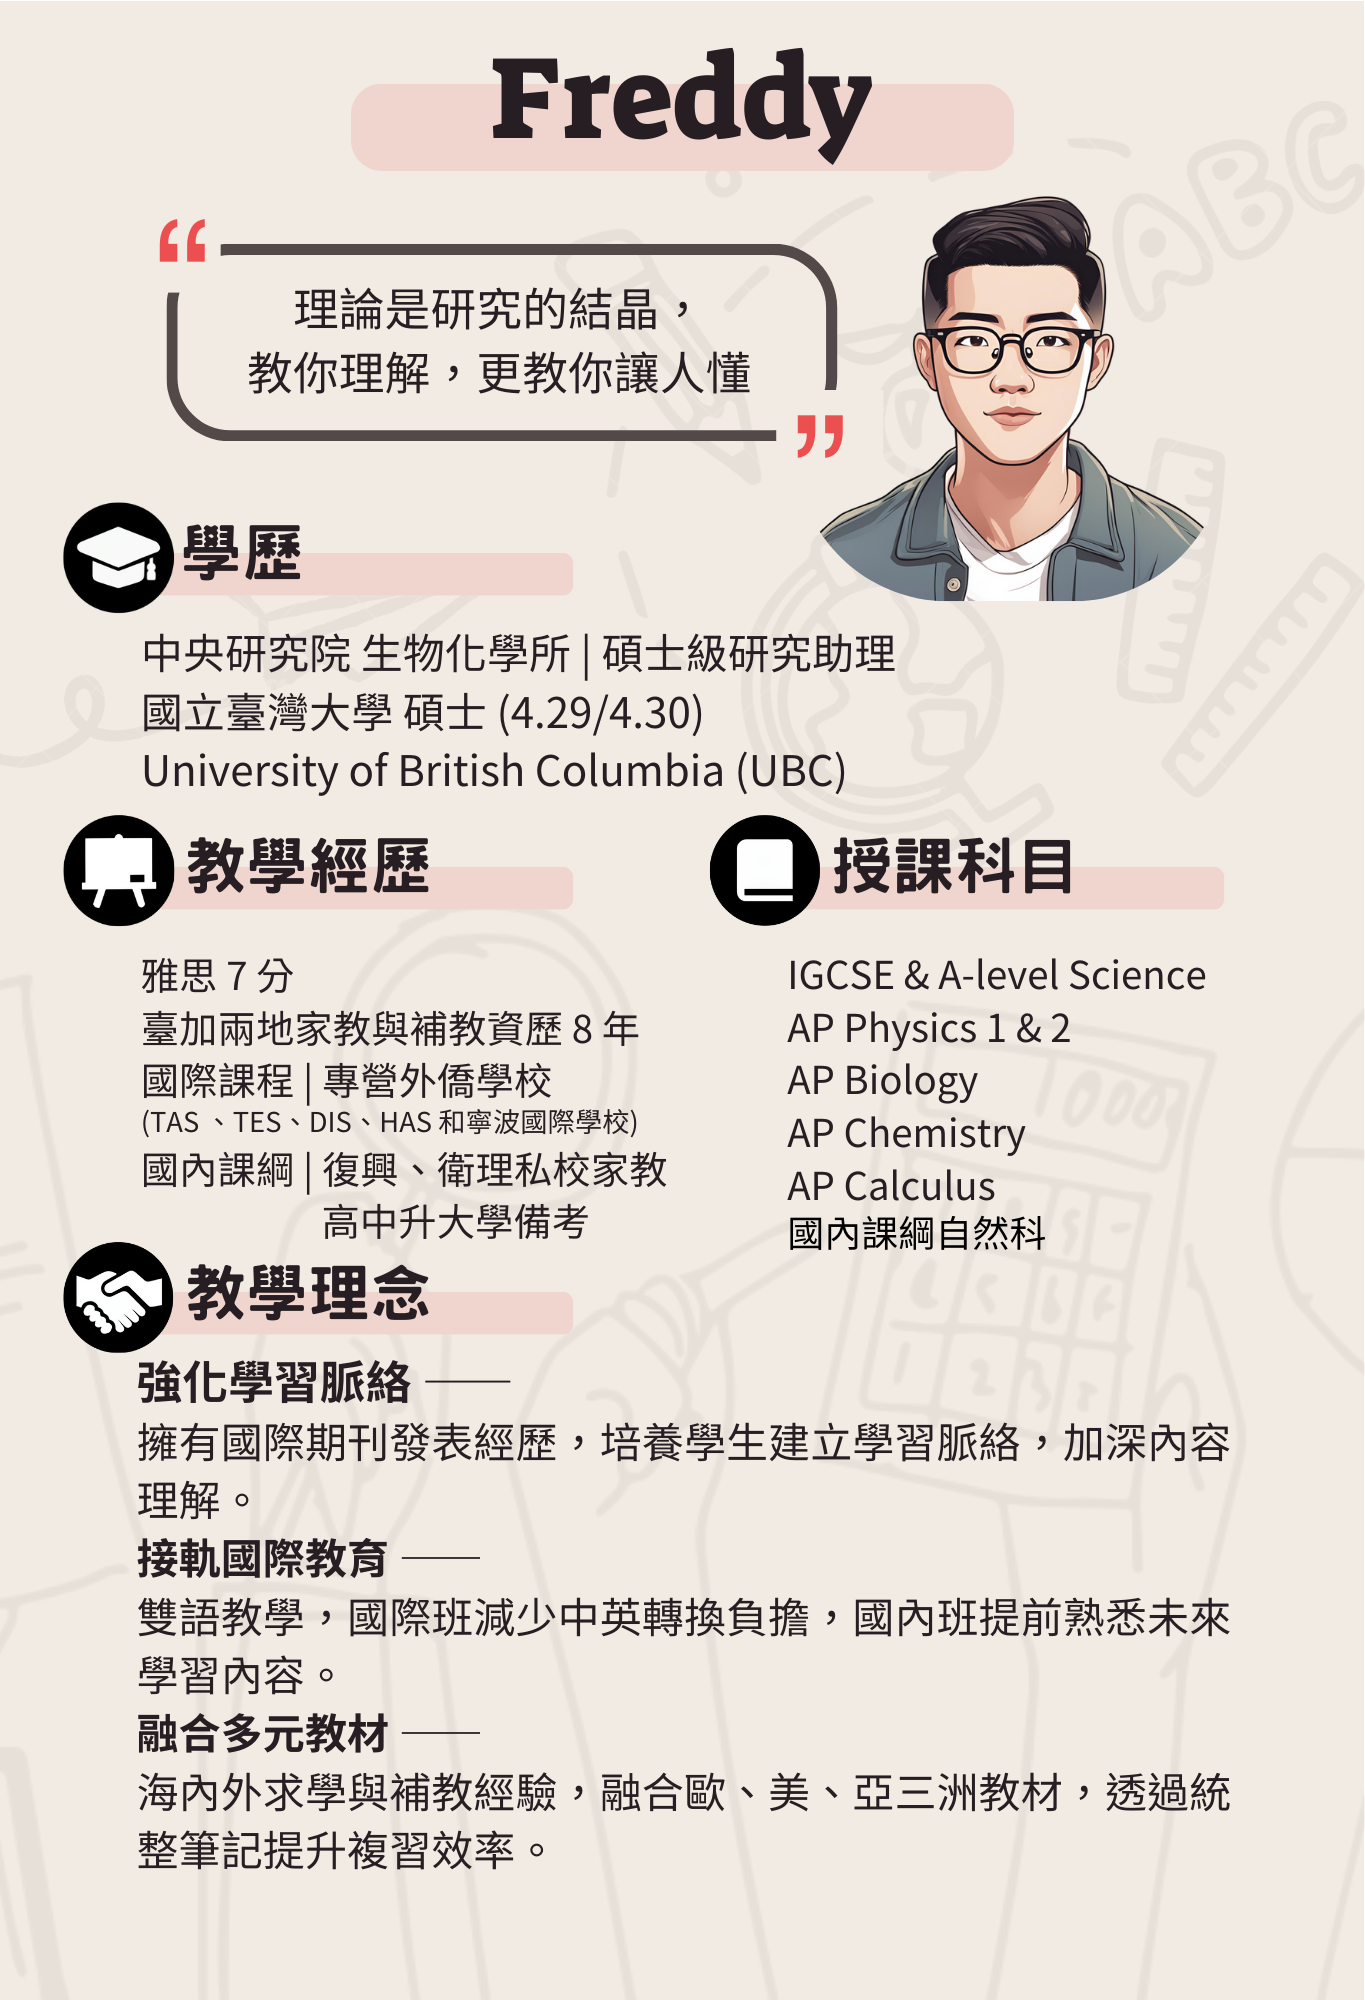 Freddy
“
理論是研究的結晶，
教你理解，更教你讓人懂
”
學歷
中央研究院 生物化學所 | 碩士級研究助理
國立臺灣大學 碩士 (4.29/4.30)
University of British Columbia (UBC)
教學經歷
雅思 7 分
臺加兩地家教與補教資歷 8 年
國際課程 | 專營外僑學校
(TAS 、TES、DIS、HAS 和寧波國際學校)
國內課綱 | 復興、衛理私校家教
高中升大學備考
授課科目
IGCSE & A-level Science
AP Physics 1 & 2
AP Biology
AP Chemistry
AP Calculus
國內課綱自然科
教學理念
強化學習脈絡 ——
擁有國際期刊發表經歷，培養學生建立學習脈絡，加深內容
理解。
接軌國際教育 ——
雙語教學，國際班減少中英轉換負擔，國內班提前熟悉未來
學習內容。
融合多元教材 ——
海內外求學與補教經驗，融合歐、美、亞三洲教材，透過統
整筆記提升複習效率。
ABC